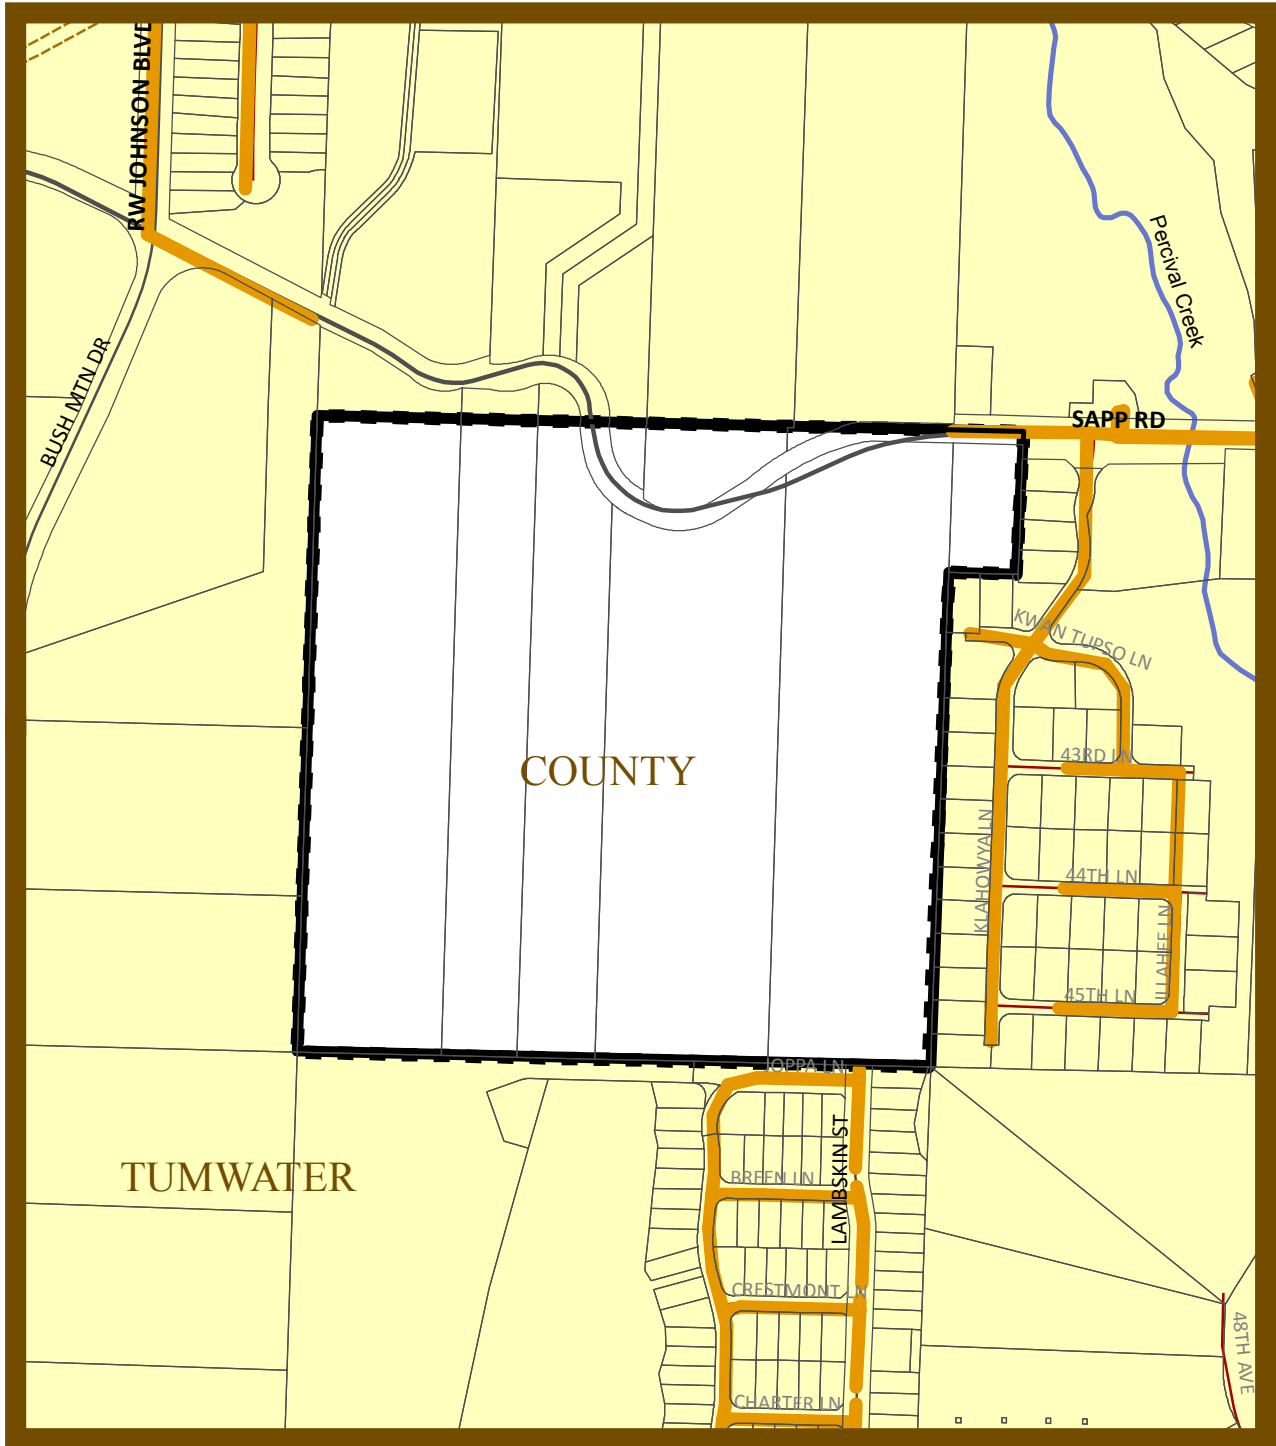 RW JOHNSON BLVD
Percival Creek
BUSH MTN DR
SAPP RD
KWAN TUPSO LN
43RD LN
COUNTY
KLAHOWYA LN
44TH LN
ILLAHEE LN
45TH LN
JOPPA LN
TUMWATER
LAMBSKIN ST
BREEN LN
CRESTMONT LN
48TH AVE
CHARTER LN